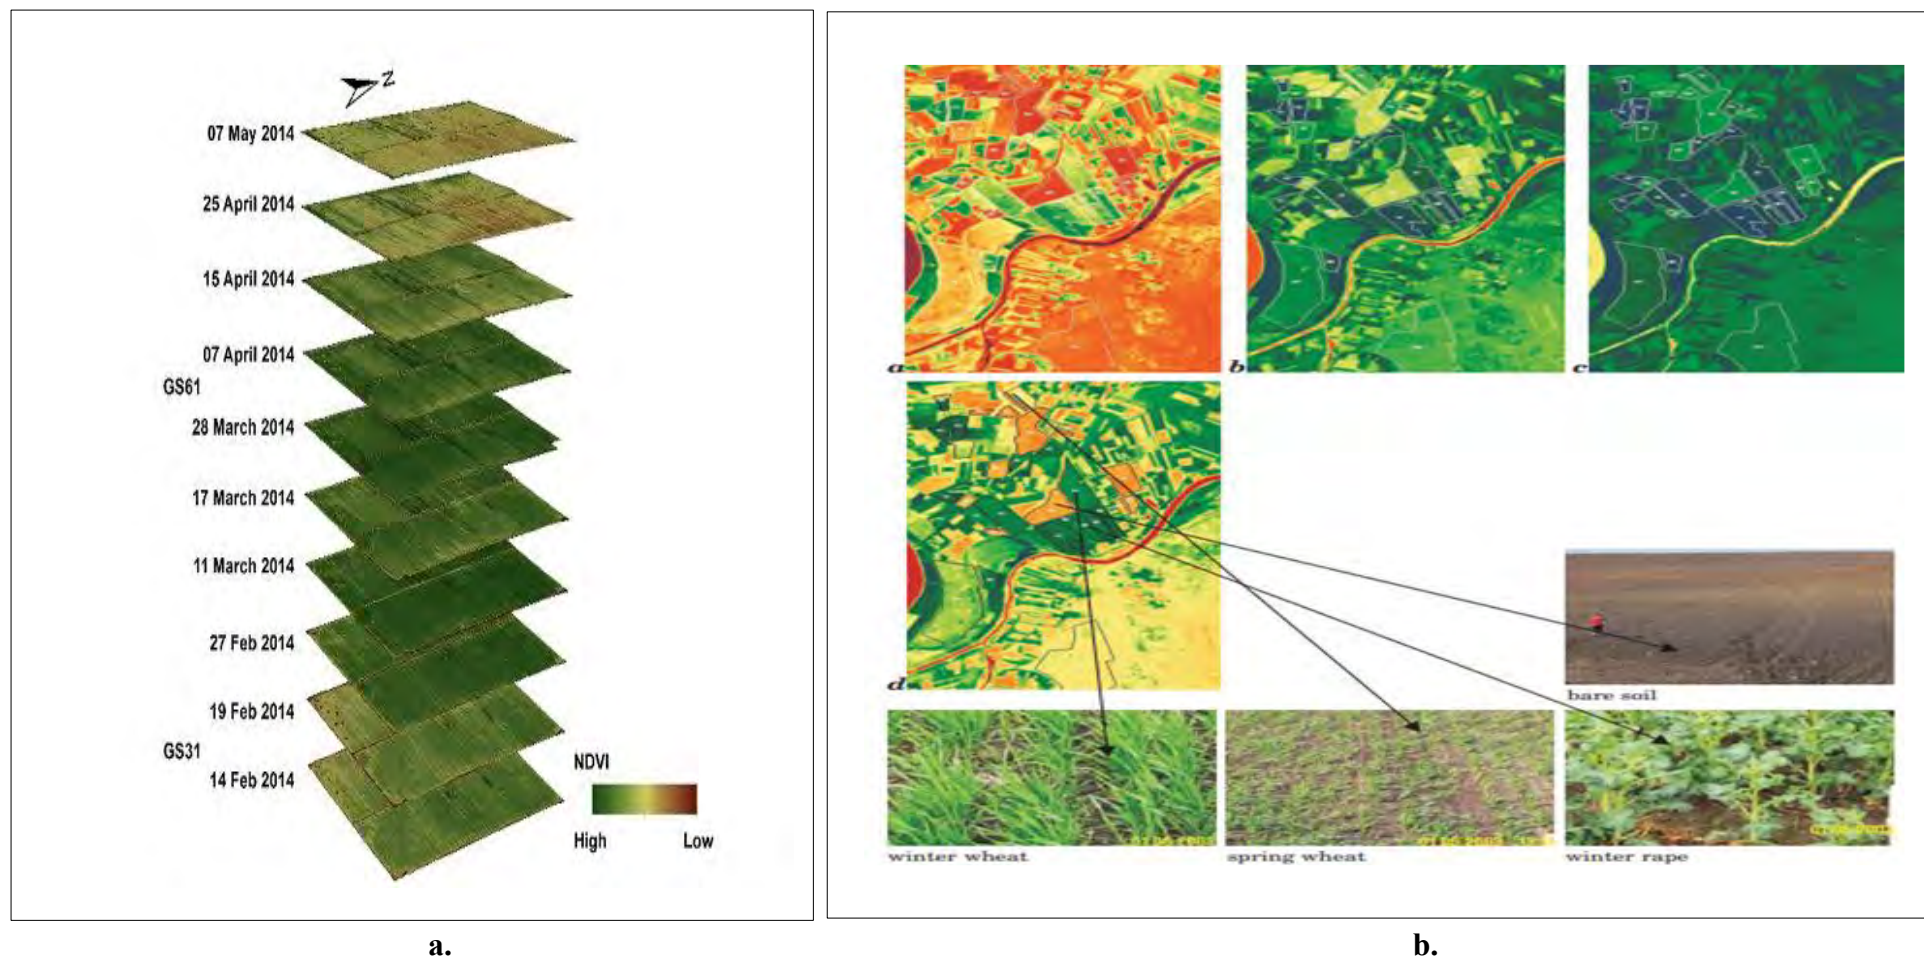 Z
07 May 2014
25 April 2014
15 April 2014
07 April 2014
GS61
28 March 2014
17 March 2014
11 March 2014
27 Feb 2014
19 Feb 2014
GS31
14 Feb 2014
NDVI
High Low
a b c
d
bare soil
winter wheat spring wheat winter rape
a. b.